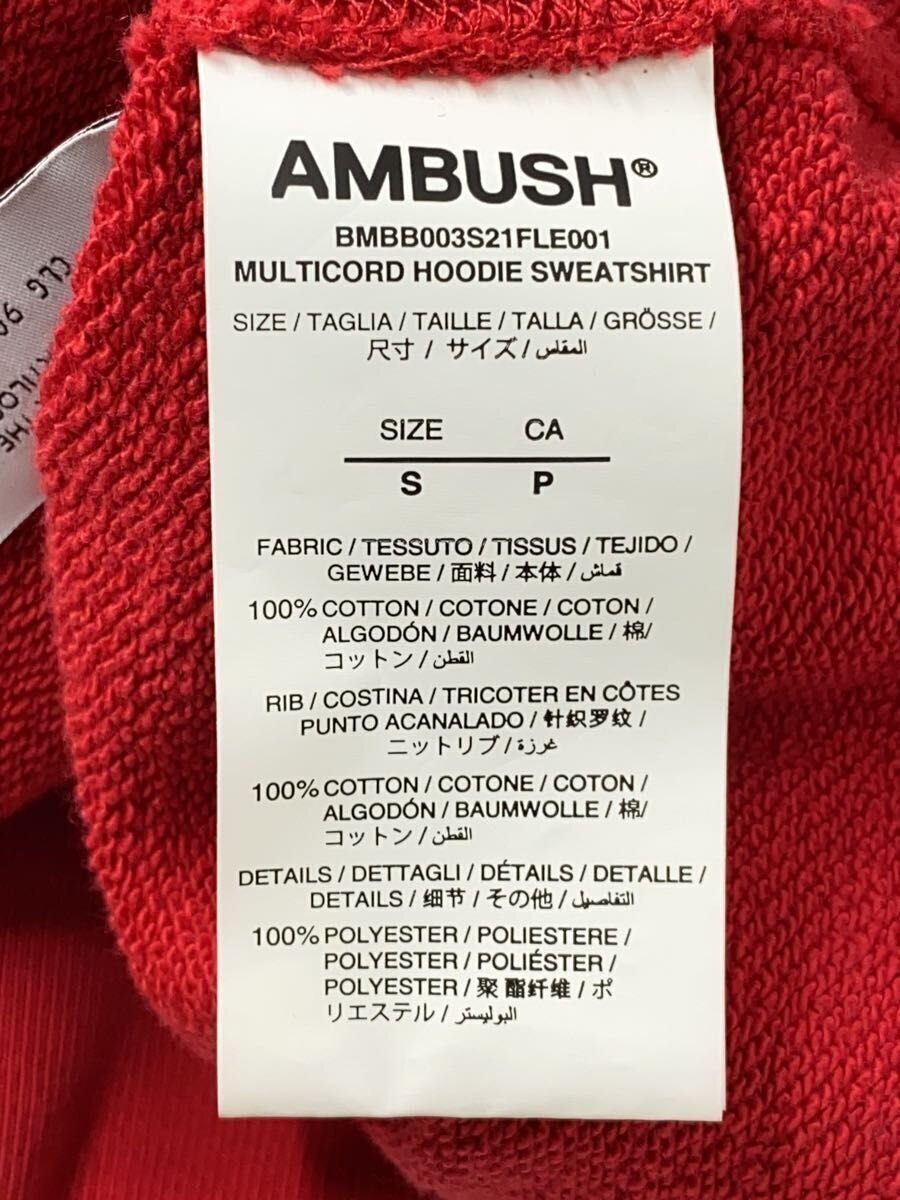 AMBUSH®
BMBB003S21FLE001
MULTICORD HOODIE SWEATSHIRT
SIZE / TAGLIA / TAILLE / TALLA / GRÖSSE /
尺寸 / サイズ / المقاس
SIZE CA
S P
FABRIC / TESSUTO / TISSUS / TEJIDO /
GEWEBE / 面料 / 本体 / قماش
100% COTTON / COTONE / COTON /
ALGODÓN / BAUMWOLLE / 棉/
コットン / القطن
RIB / COSTINA / TRICOTER EN CÔTES
PUNTO ACANALADO / 针织罗纹 /
ニットリブ / غرزة
100% COTTON / COTONE / COTON /
ALGODÓN / BAUMWOLLE / 棉/
コットン / القطن
DETAILS / DETTAGLI / DÉTAILS / DETALLE /
DETAILS / 细节 / その他 / التفاصيل
100% POLYESTER / POLIESTERE /
POLYESTER / POLIÉSTER /
POLYESTER / 聚 酯纤维 / ポ
リエステル / البوليستر
THE